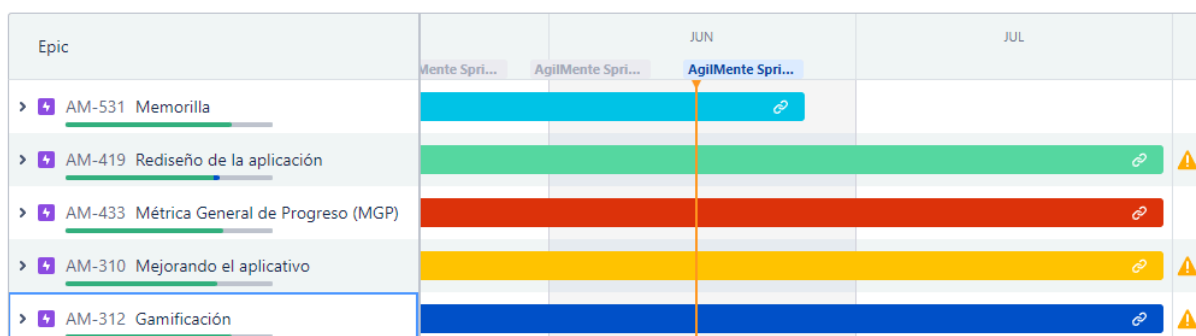 Epic
JUN
JUL
Mente Spri...
AgilMente Spri...
AgilMente Spri...
AM-531 Memorilla
AM-419 Rediseño de la aplicación
AM-433 Métrica General de Progreso (MGP)
AM-310 Mejorando el aplicativo
AM-312 Gamificación